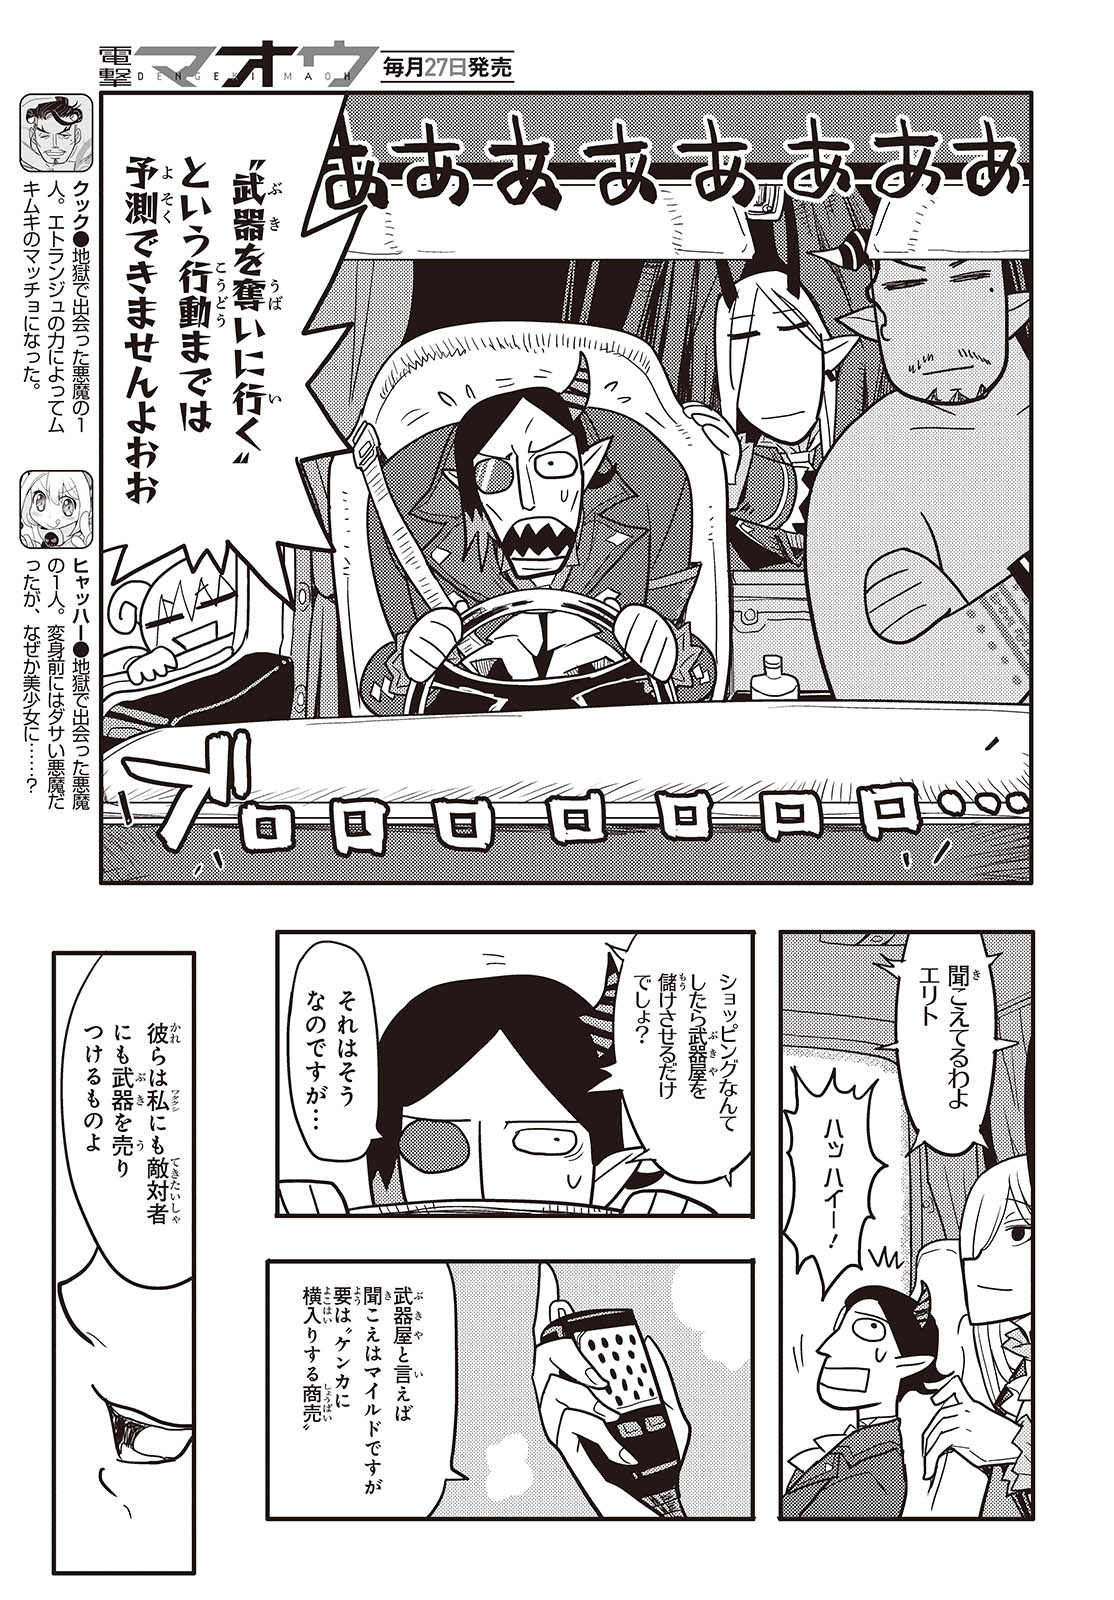 電撃マオウ
DENGEKI MAOH
毎月27日発売
クック●地獄で出会った悪魔の1
人。エトランジュの力によってム
キムキのマッチョになった。
ヒャッハー●地獄で出会った悪魔
の1人。変身前にはダサい悪魔だ
ったが、なぜか美少女に……？
ああああああああ
〝武器を奪いに行く〟
という行動までは
予測できませんよおお
ズロロロロロロロ・・・
聞こえてるわよ
エリト
ハッハイー！
ショッピングなんて
したら武器屋を
儲けさせるだけ
でしょ？
それはそう
なのですが…
武器屋と言えば
聞こえはマイルドですが
要は〝ケンカに
横入りする商売〟
彼らは私にも敵対者
にも武器を売り
つけるものよ